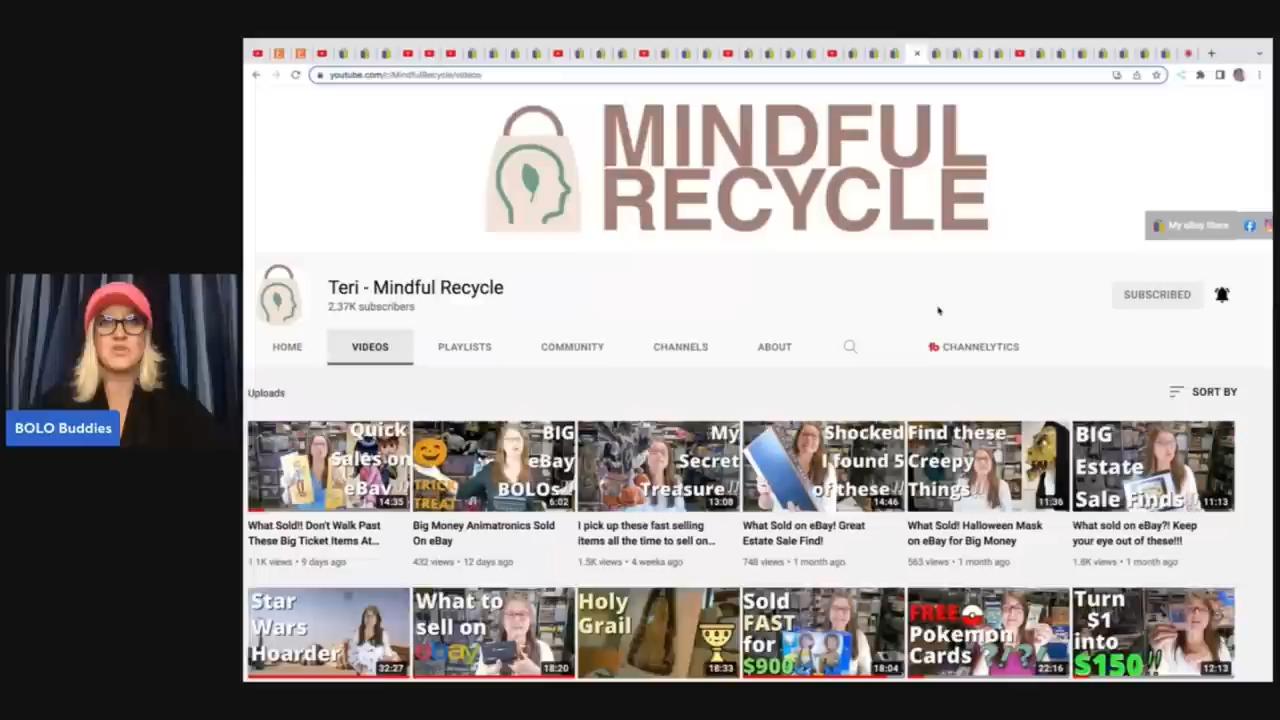 youtube.com/c/MindfulRecycle/videos
MINDFUL
RECYCLE
My eBay Store
Teri - Mindful Recycle
2.37K subscribers
SUBSCRIBED
HOME
VIDEOS
PLAYLISTS
COMMUNITY
CHANNELS
ABOUT
CHANNELYTICS
BOLO Buddies
Uploads
SORT BY
Quick
Sales on
eBay!!
14:35
TRICK
TREAT
BIG
eBay
BOLOs!!
6:02
My
Secret
Treasure!!
13:08
Shocked
I found 5
of these!!
14:46
Find these
Creepy
Things!!
11:36
BIG
Estate
Sale Finds!!
11:13
What Sold!! Don't Walk Past
These Big Ticket Items At...
1.1K views • 9 days ago
Big Money Animatronics Sold
On eBay
432 views • 12 days ago
I pick up these fast selling
items all the time to sell on...
1.5K views • 4 weeks ago
What Sold on eBay! Great
Estate Sale Find!
748 views • 1 month ago
What Sold! Halloween Mask
on eBay for Big Money
563 views • 1 month ago
What sold on eBay?! Keep
your eye out of these!!!
1.8K views • 1 month ago
Star
Wars
Hoarder
32:27
What to
sell on
ebay
18:20
Holy
Grail
18:33
Sold
FAST
for
$900
18:04
FREE
Pokemon
Cards ?/?/
22:16
Turn
$1
into
$150!!
12:13